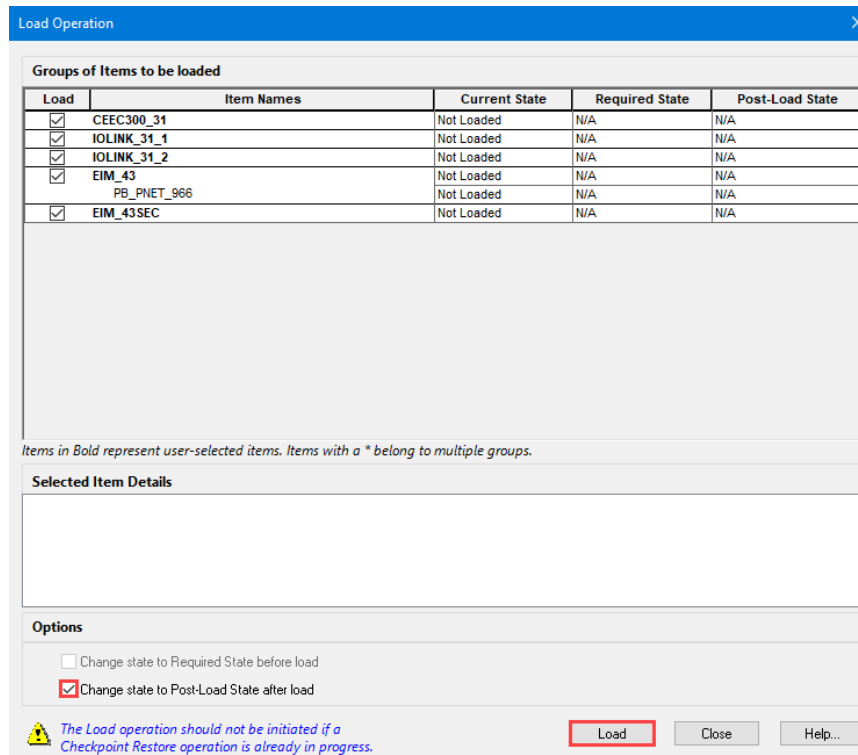 Load Operation
Groups of Items to be loaded
Load Item Names Current State Required State Post-Load State
CEEC300_31 Not Loaded N/A N/A
IOLINK_31_1 Not Loaded N/A N/A
IOLINK_31_2 Not Loaded N/A N/A
EIM_43 Not Loaded N/A N/A
PB_PNET_966 Not Loaded N/A N/A
EIM_43SEC Not Loaded N/A N/A
Items in Bold represent user-selected items. Items with a * belong to multiple groups.
Selected Item Details
Options
Change state to Required State before load
Change state to Post-Load State after load
The Load operation should not be initiated if a
Checkpoint Restore operation is already in progress.
Load Close Help...